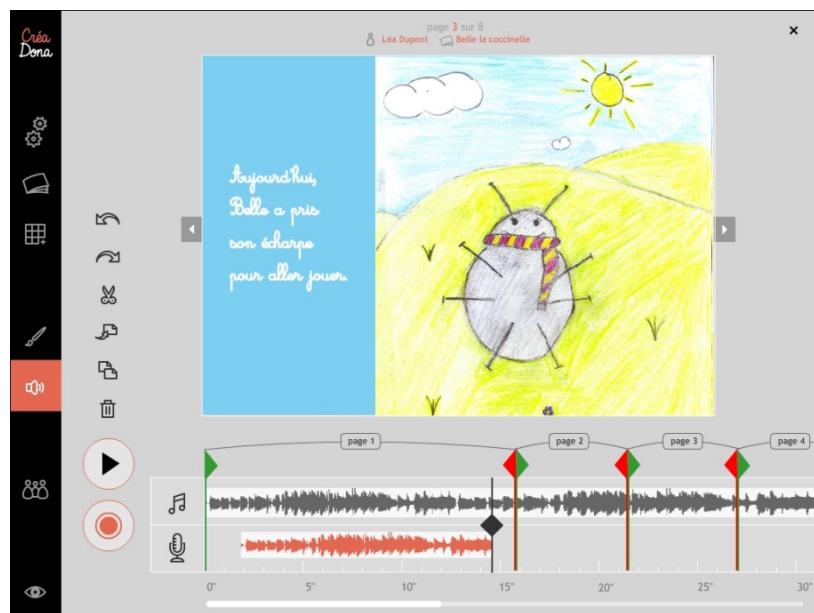 Créa
Dona
page 3 sur 8
Léa Dupont Belle la coccinelle
×
Aujourd'hui,
Belle a pris
son écharpe
pour aller jouer.
page 1 page 2 page 3 page 4
0" 5" 10" 15" 20" 25" 30"